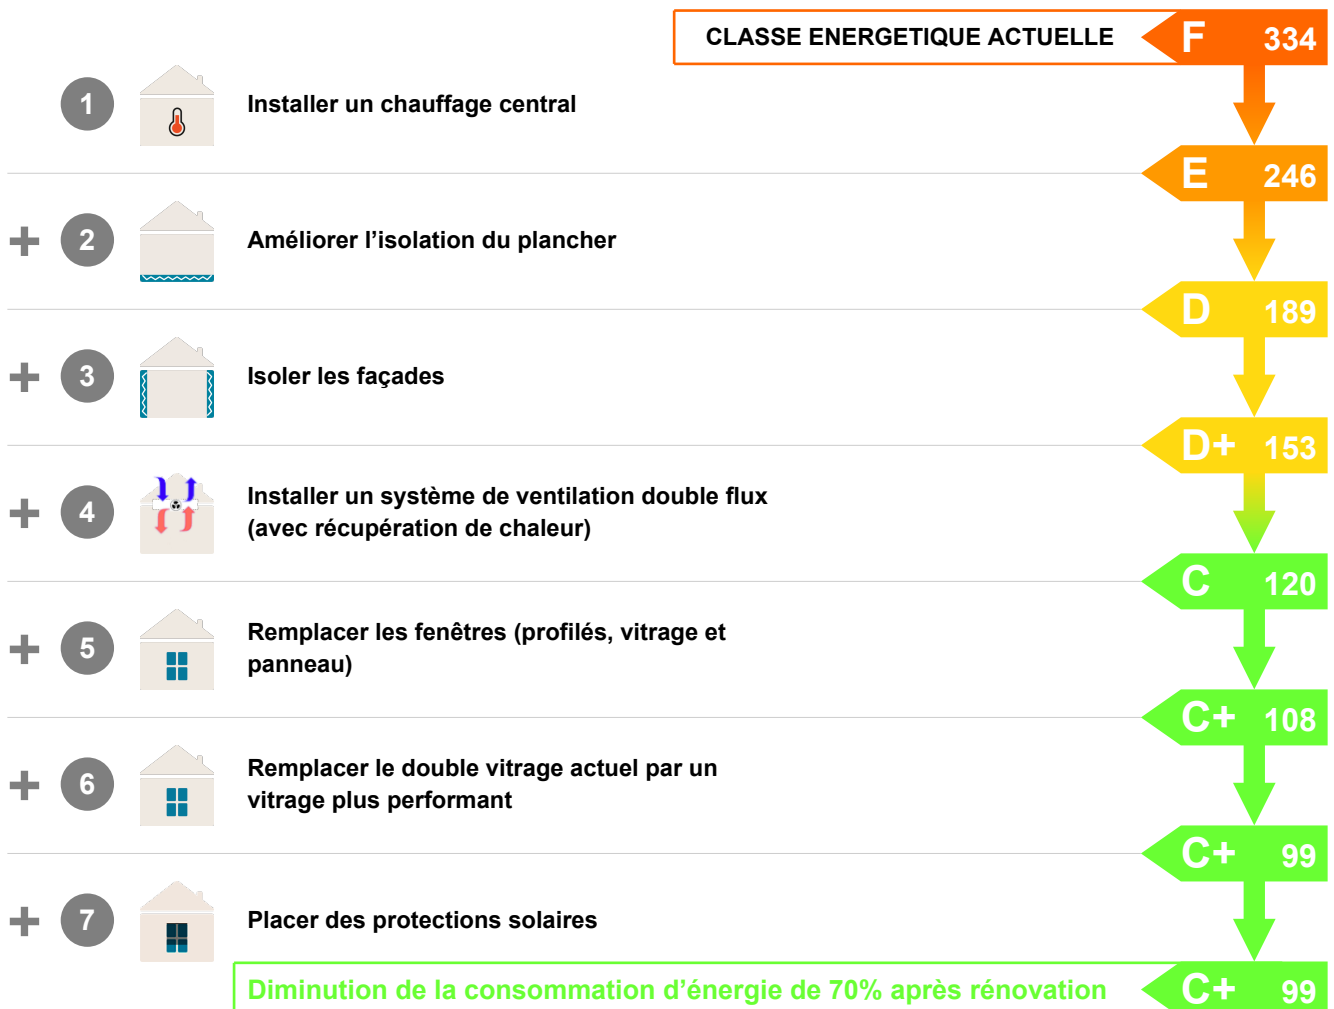 CLASSE ENERGETIQUE ACTUELLE F 334
1 Installer un chauffage central
E 246
+ 2 Améliorer l’isolation du plancher
D 189
+ 3 Isoler les façades
D+ 153
+ 4 Installer un système de ventilation double flux
(avec récupération de chaleur)
C 120
+ 5 Remplacer les fenêtres (profilés, vitrage et
panneau)
C+ 108
+ 6 Remplacer le double vitrage actuel par un
vitrage plus performant
C+ 99
+ 7 Placer des protections solaires
Diminution de la consommation d’énergie de 70% après rénovation C+ 99